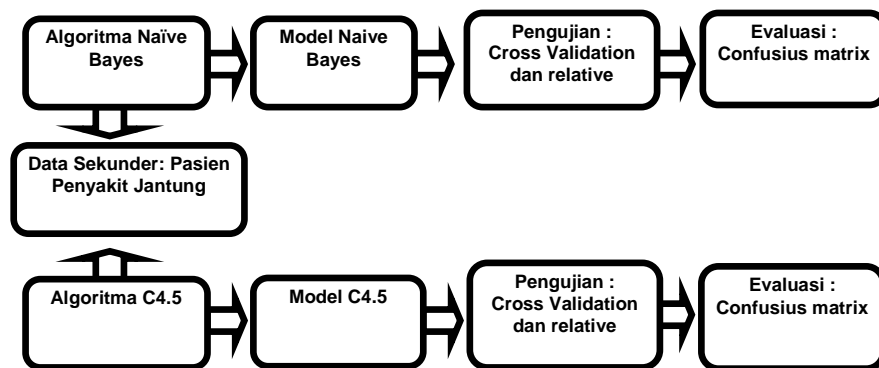 Algoritma Naïve
Bayes
Model Naive
Bayes
Pengujian :
Cross Validation
dan relative
Evaluasi :
Confusius matrix
Data Sekunder: Pasien
Penyakit Jantung
Algoritma C4.5
Model C4.5
Pengujian :
Cross Validation
dan relative
Evaluasi :
Confusius matrix